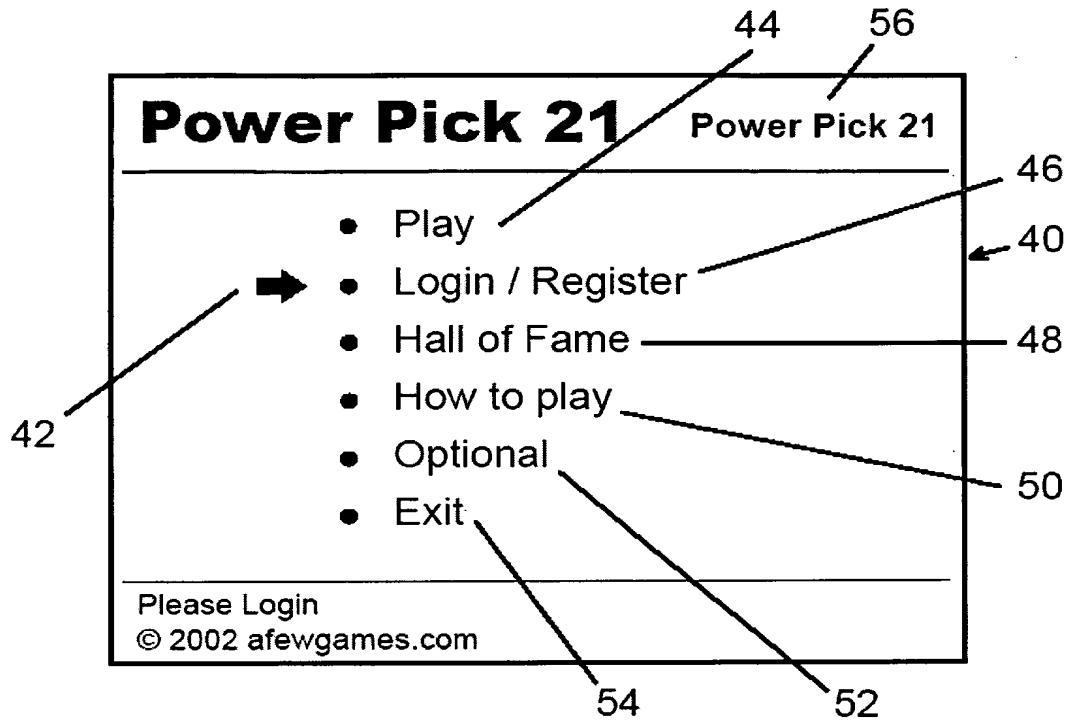 44 56
Power Pick 21 Power Pick 21
46
• Play
40
• Login / Register
• Hall of Fame 48
• How to play
42
• Optional
50
• Exit
Please Login
© 2002 afewgames.com
54 52